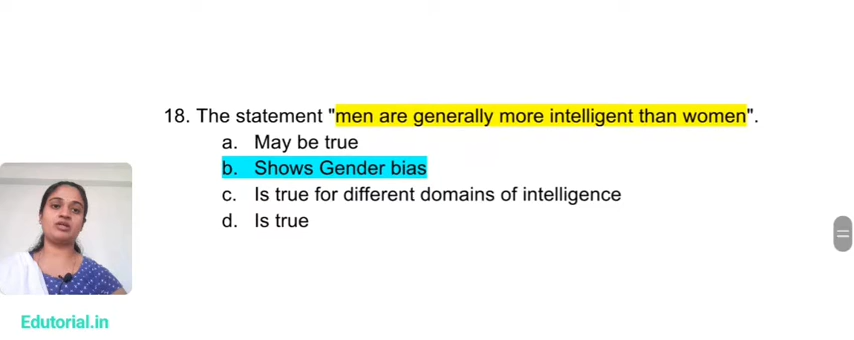 18. The statement "men are generally more intelligent than women".
a. May be true
b. Shows Gender bias
c. Is true for different domains of intelligence
d. Is true
Edutorial.in